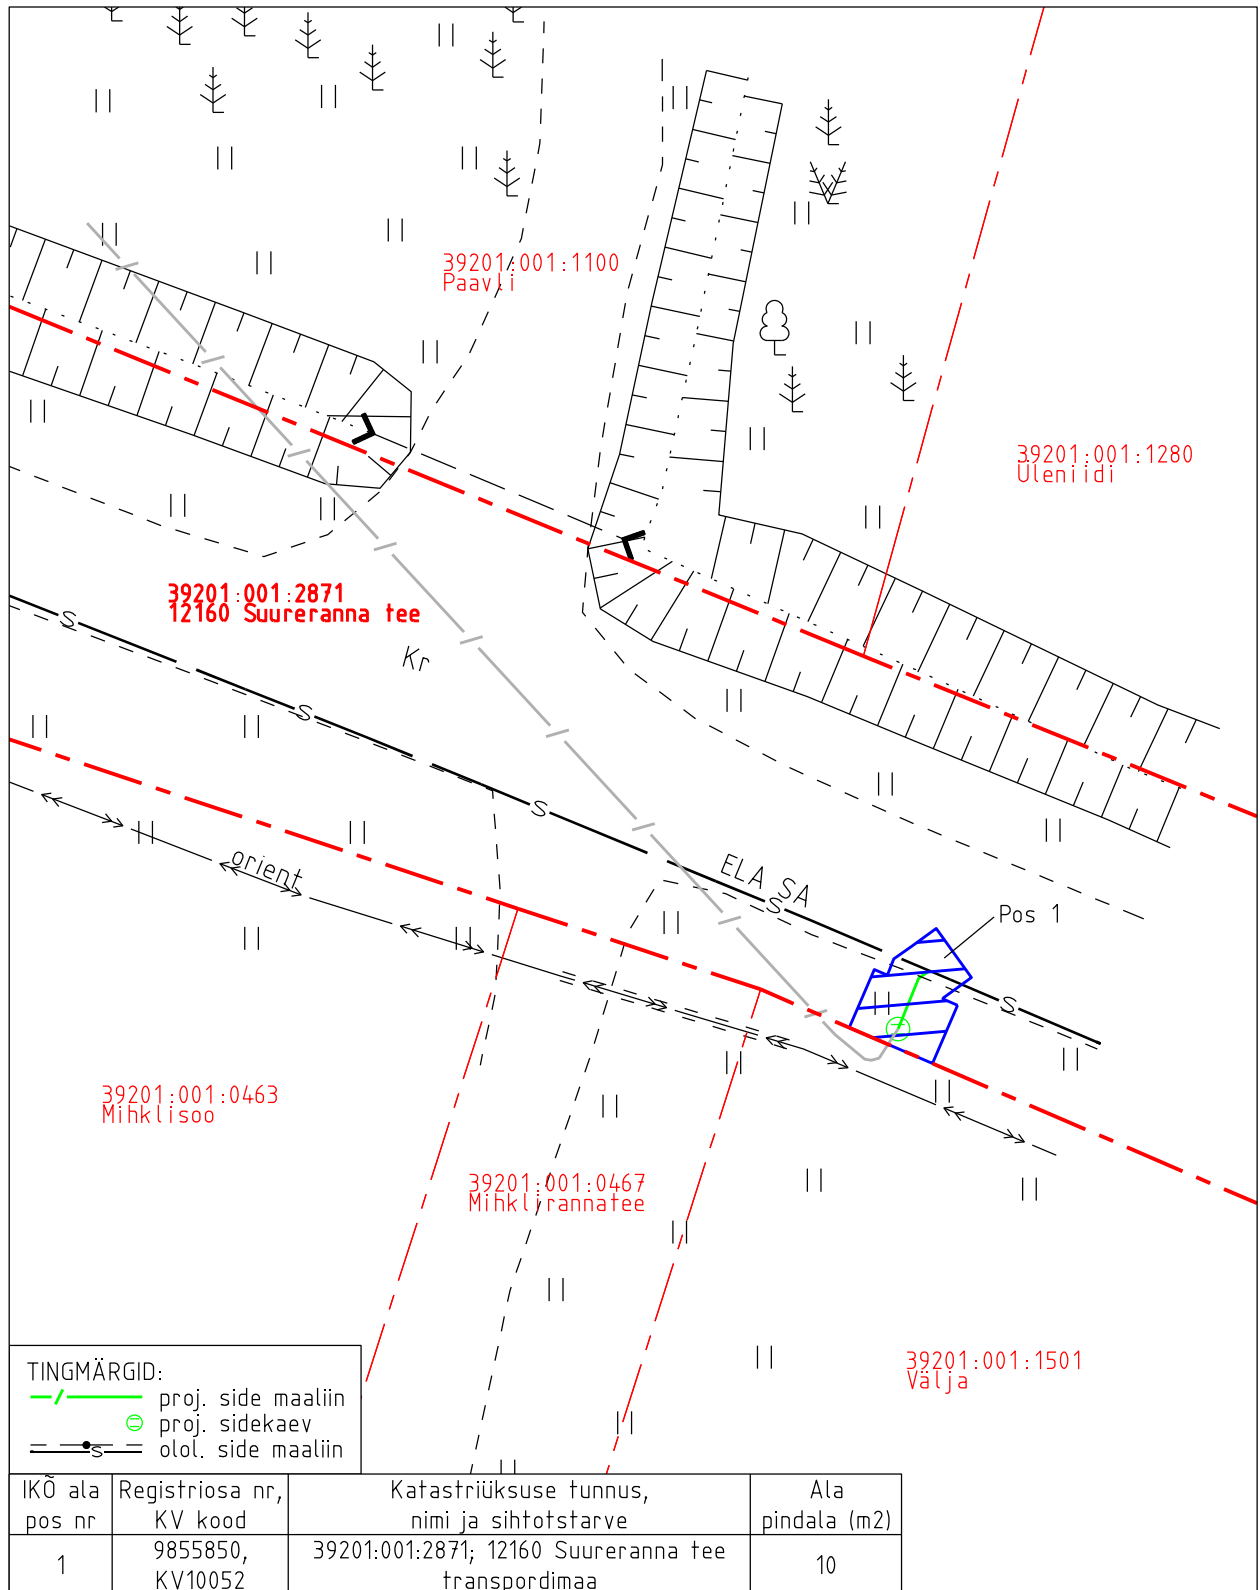 39201:001:1100
Paavli
39201:001:1280
Üleniidi
39201:001:2871
12160 Suureranna tee
Kr
S
S
S
orient
ELA SA
S
Pos 1
S
39201:001:0463
Mihklisoo
39201:001:0467
Mihklirannatee
39201:001:1501
Välja
TINGMÄRGID:
proj. side maaliin
proj. sidekaev
S
olol. side maaliin
IKÕ ala
pos nr
Registriosa nr,
KV kood
Katastriüksuse tunnus,
nimi ja sihtotstarve
Ala
pindala (m2)
1
9855850,
KV10052
39201:001:2871; 12160 Suureranna tee
transpordimaa
10